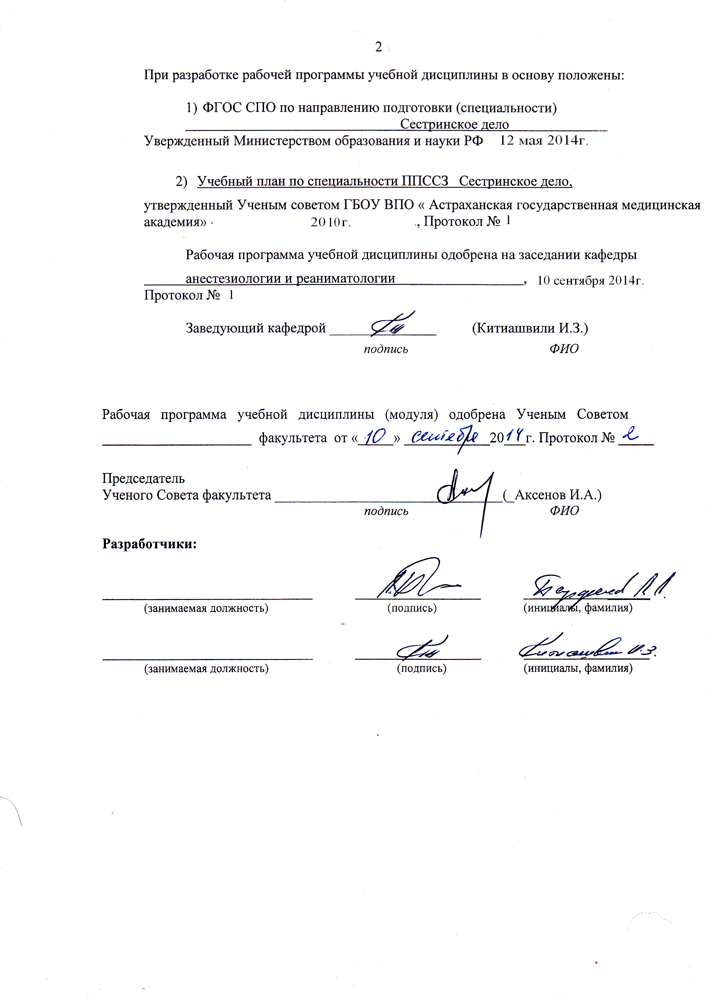 2
При разработке рабочей программы учебной дисциплины в основу положены:
1) ФГОС СПО по направлению подготовки (специальности)
Сестринское дело
Увержденный Министерством образования и науки РФ 12 мая 2014г.
2) Учебный план по специальности ППССЗ Сестринское дело,
утвержденный Ученым советом ГБОУ ВПО « Астраханская государственная медицинская
академия» 2010г. , Протокол № 1
Рабочая программа учебной дисциплины одобрена на заседании кафедры
анестезиологии и реаниматологии, 10 сентября 2014г.
Протокол № 1
Заведующий кафедрой (Китиашвили И.З.)
подпись ФИО
Рабочая программа учебной дисциплины (модуля) одобрена Ученым Советом
факультета от «10» сентября 2014г. Протокол № 2
Председатель
Ученого Совета факультета (_Аксенов И.А.)
подпись ФИО
Разработчики:
(занимаемая должность) (подпись) (инициалы, фамилия)
Китиашвили И.З.
(занимаемая должность) (подпись) (инициалы, фамилия)